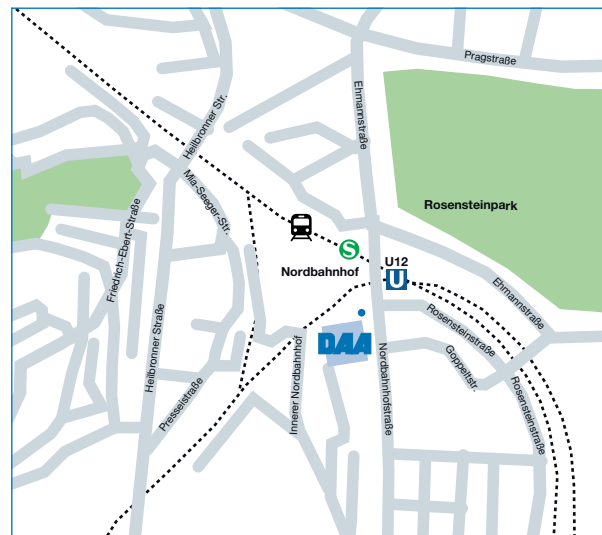 Pragstraße
Ehmannstraße
Heilbronner Str.
Mia-Seeger-Str.
Rosensteinpark
Friedrich-Ebert-Straße
S
Nordbahnhof
U12
U
Ehmannstraße
Heilbronner Straße
Rosensteinstraße
DAA
Innerer Nordbahnhof
Nordbahnhofstraße
Goppeltstr.
Presselstraße
Rosensteinstraße